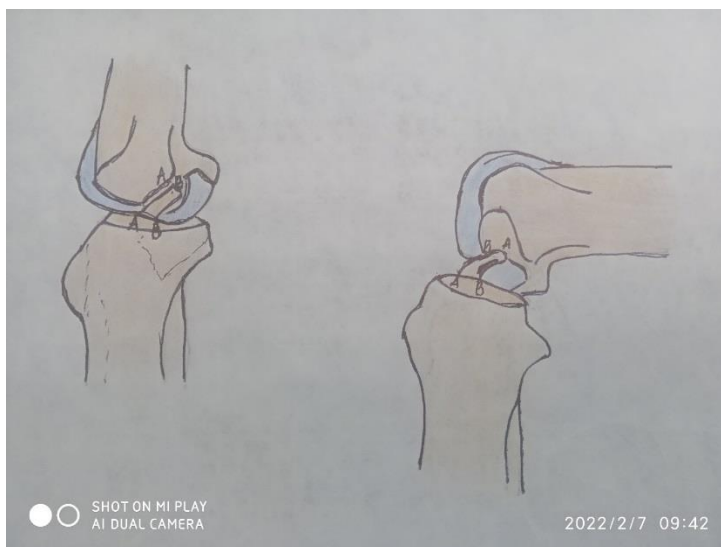 A
B
A B
B A
A
B
SHOT ON MI PLAY
AI DUAL CAMERA
2022/2/7 09:42